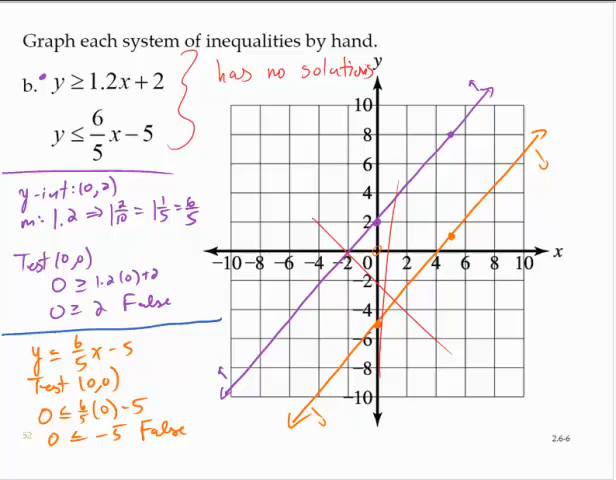 Graph each system of inequalities by hand.
b. y ≥ 1.2x + 2
y ≤ 6/5 x − 5
has no solutions
y-int: (0, 2)
m: 1.2 ⇒ 1 2/10 = 1 1/5 = 6/5
Test (0,0)
0 ≥ 1.2(0)+2
0 ≥ 2 False
y ≤ 6/5 x − 5
Test (0,0)
0 ≤ 6/5 (0) − 5
0 ≤ −5 False
y
10
8
6
4
2
−10 −8 −6 −4 −2 0 2 4 6 8 10 x
−2
−4
−6
−8
−10
52
2.6-6